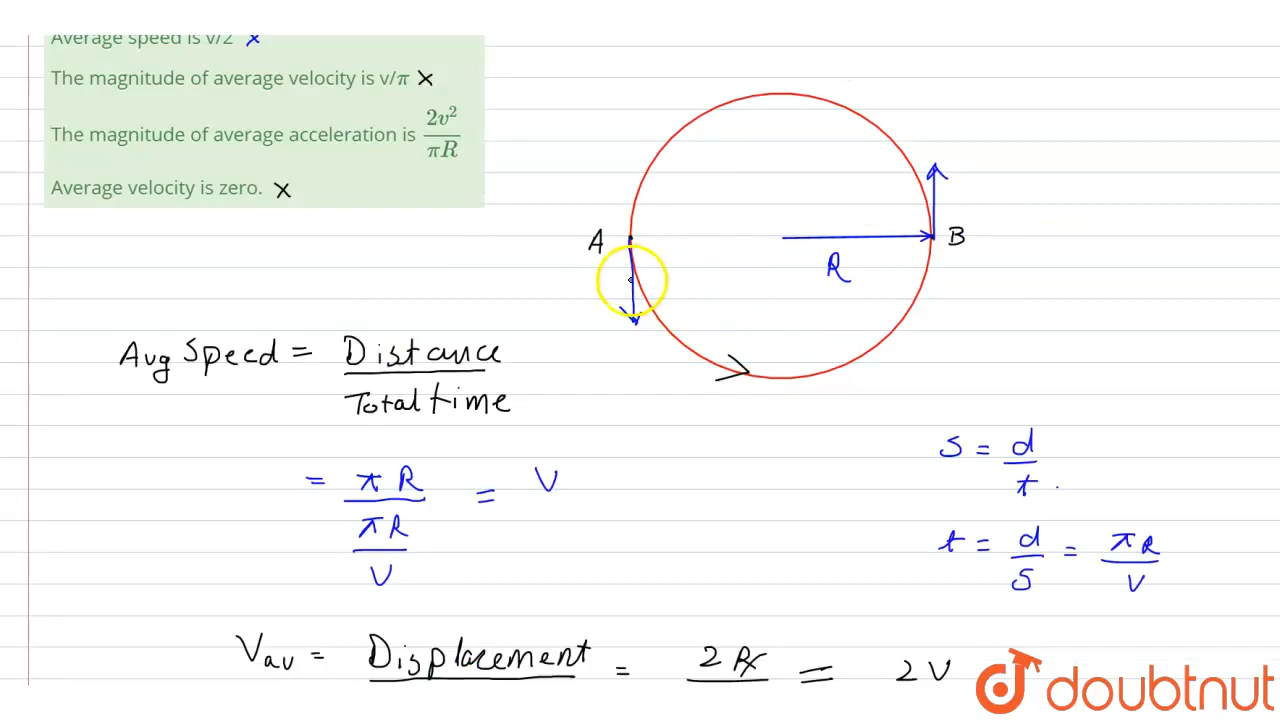 Average speed is v/2 ×
The magnitude of average velocity is v/π ×
The magnitude of average acceleration is 2v²/πR
Average velocity is zero. ×
A
B
R
Avg Speed = Distance / Total time
= πR / (πR / V) = V
S = d / t
t = d / S = πR / V
Vav = Displacement = 2R = 2V
doubtnut